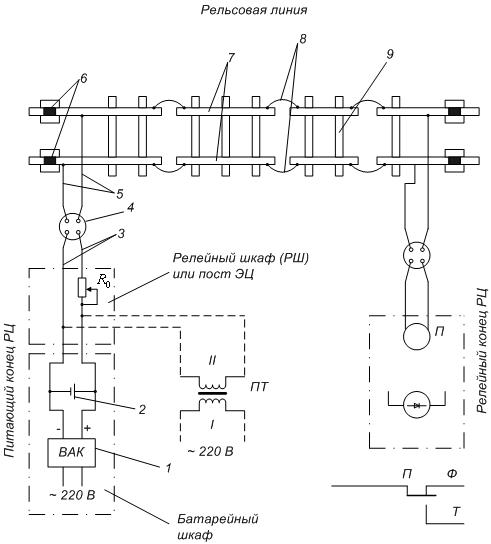 Рельсовая линия
6
7
8
9
5
4
3
Релейный шкаф (РШ)
или пост ЭЦ
R0
Питающий конец РЦ
Релейный конец РЦ
П
II
ПТ
I
2
- +
ВАК
1
~ 220 В
~ 220 В
Батарейный
шкаф
П Ф
Т